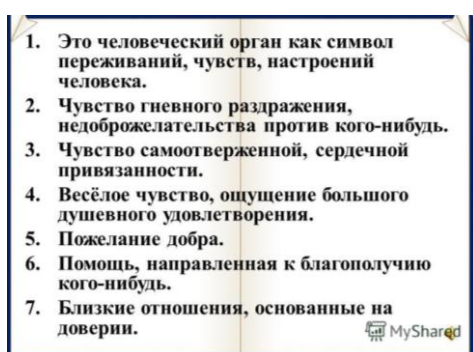 1. Это человеческий орган как символ
переживаний, чувств, настроений
человека.
2. Чувство гневного раздражения,
недоброжелательства против кого-нибудь.
3. Чувство самоотверженной, сердечной
привязанности.
4. Весёлое чувство, ощущение большого
душевного удовлетворения.
5. Пожелание добра.
6. Помощь, направленная к благополучию
кого-нибудь.
7. Близкие отношения, основанные на
доверии.
MyShared